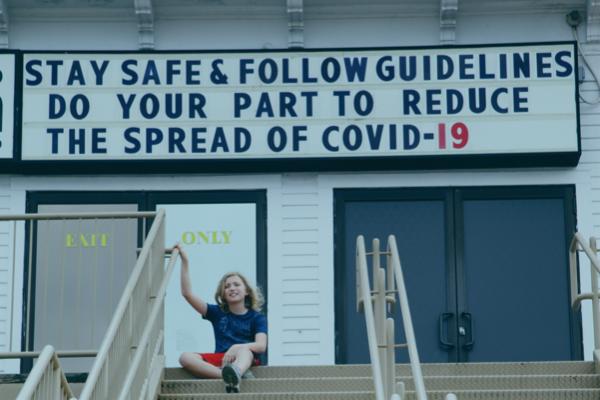 STAY SAFE & FOLLOW GUIDELINES
DO YOUR PART TO REDUCE
THE SPREAD OF COVID-19
EXIT ONLY